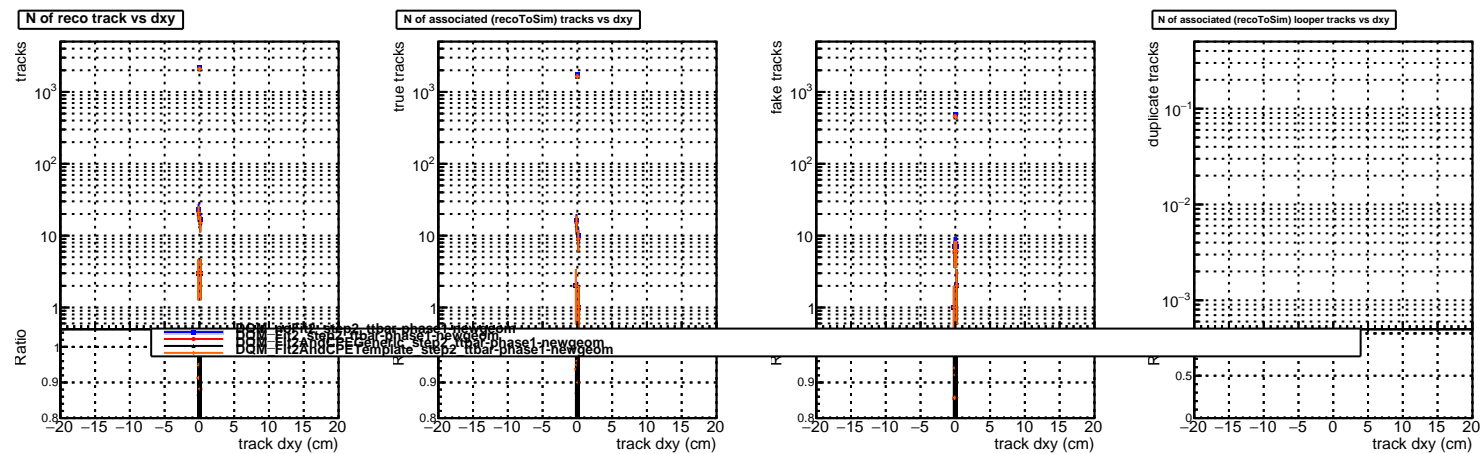 N of reco track vs dxy
tracks
10³
10²
10
1
Ratio
1
0.9
0.8
−20 −15 −10 −5 0 5 10 15 20
track dxy (cm)
N of associated (recoToSim) tracks vs dxy
true tracks
10³
10²
10
1
0.9
0.8
−20 −15 −10 −5 0 5 10 15 20
track dxy (cm)
fake tracks
10³
10²
10
1
0.9
0.8
−20 −15 −10 −5 0 5 10 15 20
track dxy (cm)
N of associated (recoToSim) looper tracks vs dxy
duplicate tracks
10⁻¹
10⁻²
10⁻³
0.5
0
−20 −15 −10 −5 0 5 10 15 20
track dxy (cm)
DQM_Fit2AndCPEGeneric_step2_ttbar-phase1-newgeom
DQM_Fit2AndCPETemplate_step2_ttbar-phase1-newgeom